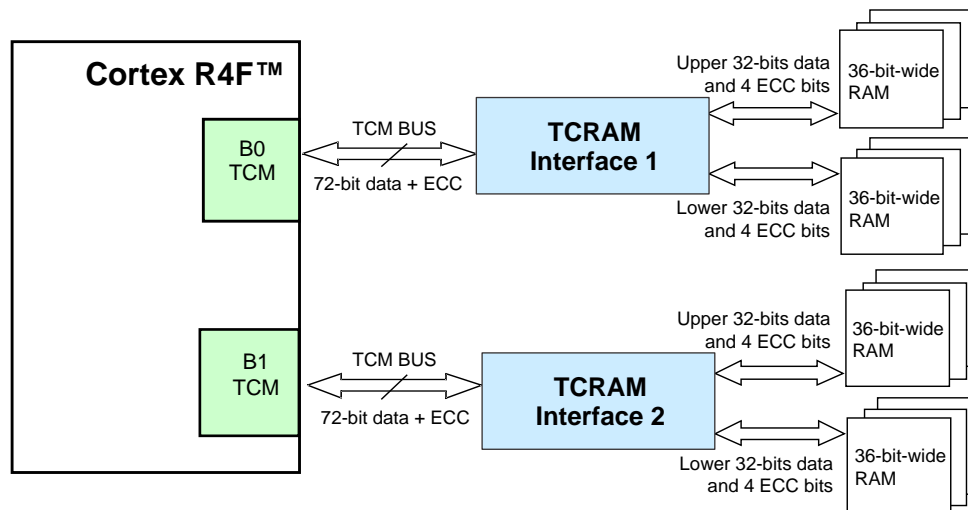 Cortex R4F™
B0
TCM
TCM BUS
72-bit data + ECC
TCRAM
Interface 1
Upper 32-bits data
and 4 ECC bits
36-bit-wide
RAM
Lower 32-bits data
and 4 ECC bits
36-bit-wide
RAM
B1
TCM
TCM BUS
72-bit data + ECC
TCRAM
Interface 2
Upper 32-bits data
and 4 ECC bits
36-bit-wide
RAM
Lower 32-bits data
and 4 ECC bits
36-bit-wide
RAM